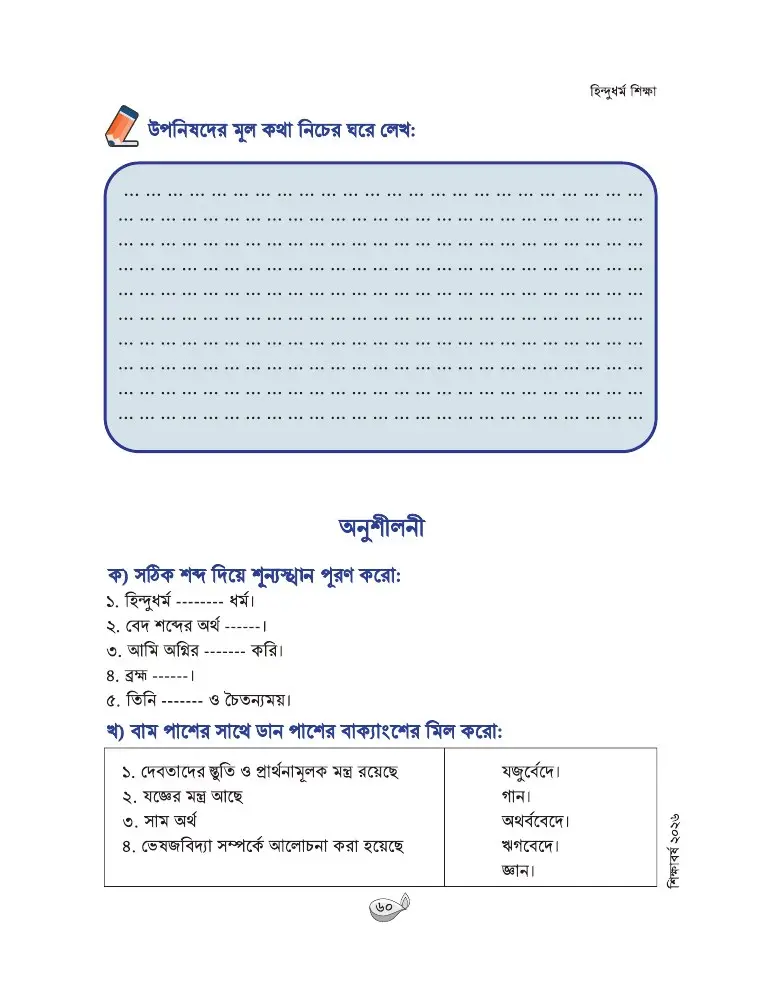 হিন্দুধর্ম শিক্ষা
উপনিষদের মূল কথা নিচের ঘরে লেখ:
... ... ... ... ... ... ... ... ... ... ... ... ... ... ... ... ... ... ... ... ... ... ... ...
... ... ... ... ... ... ... ... ... ... ... ... ... ... ... ... ... ... ... ... ... ... ... ... ...
... ... ... ... ... ... ... ... ... ... ... ... ... ... ... ... ... ... ... ... ... ... ... ... ...
... ... ... ... ... ... ... ... ... ... ... ... ... ... ... ... ... ... ... ... ... ... ... ... ...
... ... ... ... ... ... ... ... ... ... ... ... ... ... ... ... ... ... ... ... ... ... ... ... ...
... ... ... ... ... ... ... ... ... ... ... ... ... ... ... ... ... ... ... ... ... ... ... ... ...
... ... ... ... ... ... ... ... ... ... ... ... ... ... ... ... ... ... ... ... ... ... ... ... ...
... ... ... ... ... ... ... ... ... ... ... ... ... ... ... ... ... ... ... ... ... ... ... ... ...
... ... ... ... ... ... ... ... ... ... ... ... ... ... ... ... ... ... ... ... ... ... ... ... ...
... ... ... ... ... ... ... ... ... ... ... ... ... ... ... ... ... ... ... ... ... ... ... ... ...
অনুশীলনী
ক) সঠিক শব্দ দিয়ে শূন্যস্থান পূরণ করো:
১. হিন্দুধর্ম -------- ধর্ম।
২. বেদ শব্দের অর্থ ------।
৩. আমি অগ্নির ------- করি।
৪. ব্রহ্ম ------।
৫. তিনি ------- ও চৈতন্যময়।
খ) বাম পাশের সাথে ডান পাশের বাক্যাংশের মিল করো:
১. দেবতাদের স্তুতি ও প্রার্থনামূলক মন্ত্র রয়েছে
২. যজ্ঞের মন্ত্র আছে
৩. সাম অর্থ
৪. ভেষজবিদ্যা সম্পর্কে আলোচনা করা হয়েছে
যজুর্বেদে।
গান।
অথর্ববেদে।
ঋগবেদে।
জ্ঞান।
শিক্ষাবর্ষ ২০২৬
৬০